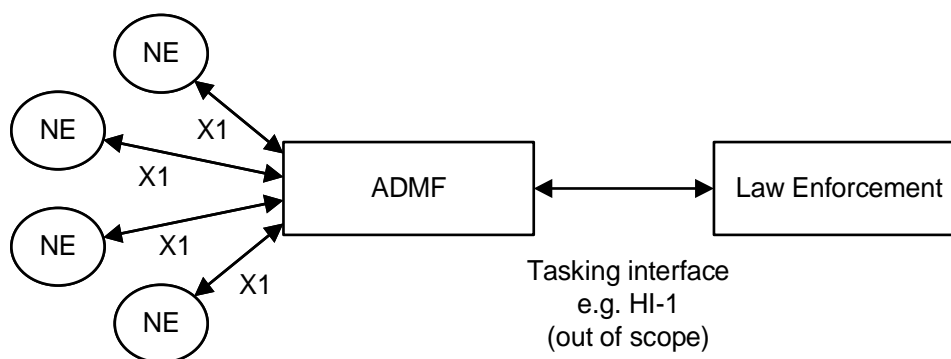 NE
X1
NE
X1
ADMF
Law Enforcement
NE
X1
NE
X1
Tasking interface
e.g. HI-1
(out of scope)